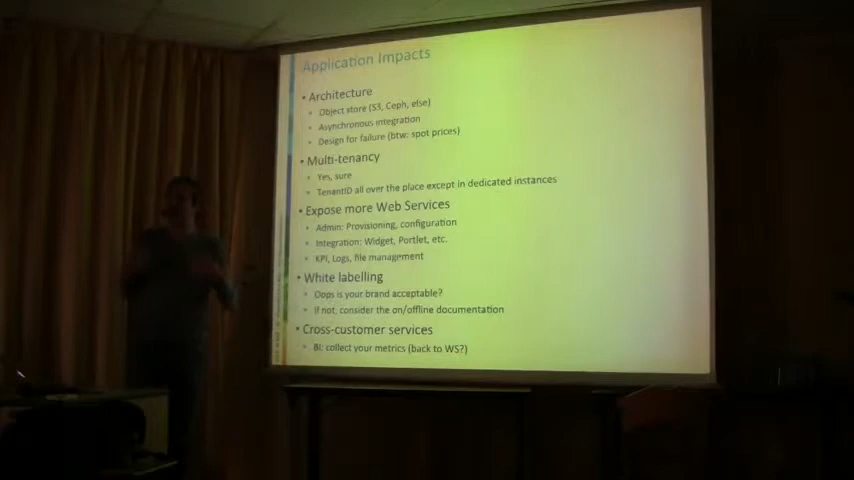 Application Impacts
• Architecture
• Object store (S3, Ceph, else)
• Asynchronous integration
• Design for failure (btw: spot prices)
• Multi-tenancy
• Yes, sure
• TenantID all over the place except in dedicated instances
• Expose more Web Services
• Admin: Provisioning, configuration
• Integration: Widget, Portlet, etc.
• KPI, Logs, file management
• White labelling
• Oops is your brand acceptable?
• If not, consider the on/offline documentation
• Cross-customer services
• BI: collect your metrics (back to WS?)